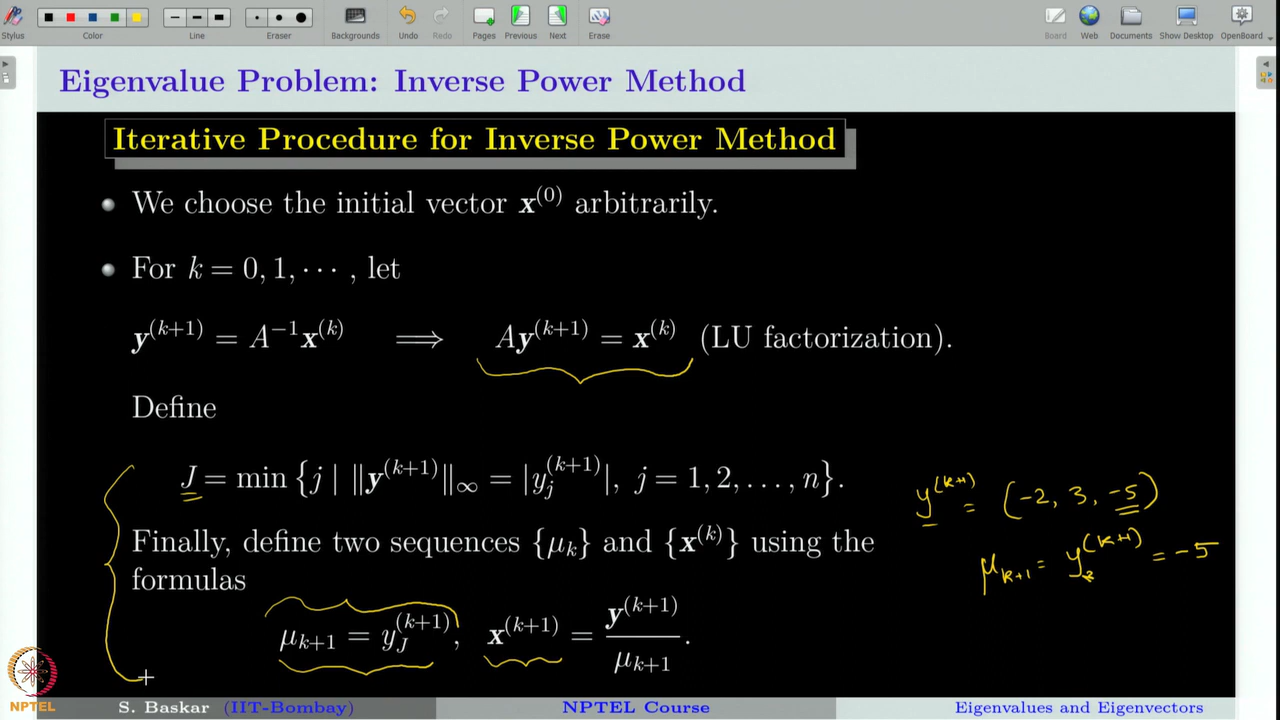 Stylus Color Line Eraser Backgrounds Undo Redo Pages Previous Next Erase Board Web Documents Show Desktop OpenBoard
Eigenvalue Problem: Inverse Power Method
Iterative Procedure for Inverse Power Method
We choose the initial vector x^(0) arbitrarily.
For k = 0, 1, ⋯ , let
y^(k+1) = A^−1 x^(k) ⟹ Ay^(k+1) = x^(k) (LU factorization).
Define
J = min {j | ‖y^(k+1)‖_∞ = |y_j^(k+1)|, j = 1, 2, . . . , n}.
y^(k+1) = (-2, 3, -5)
Finally, define two sequences {μ_k} and {x^(k)} using the
formulas
μ_k+1 = y^(k+1) = -5
μ_k+1 = y_J^(k+1), x^(k+1) = y^(k+1) / μ_k+1.
NPTEL
S. Baskar (IIT-Bombay) NPTEL Course Eigenvalues and Eigenvectors